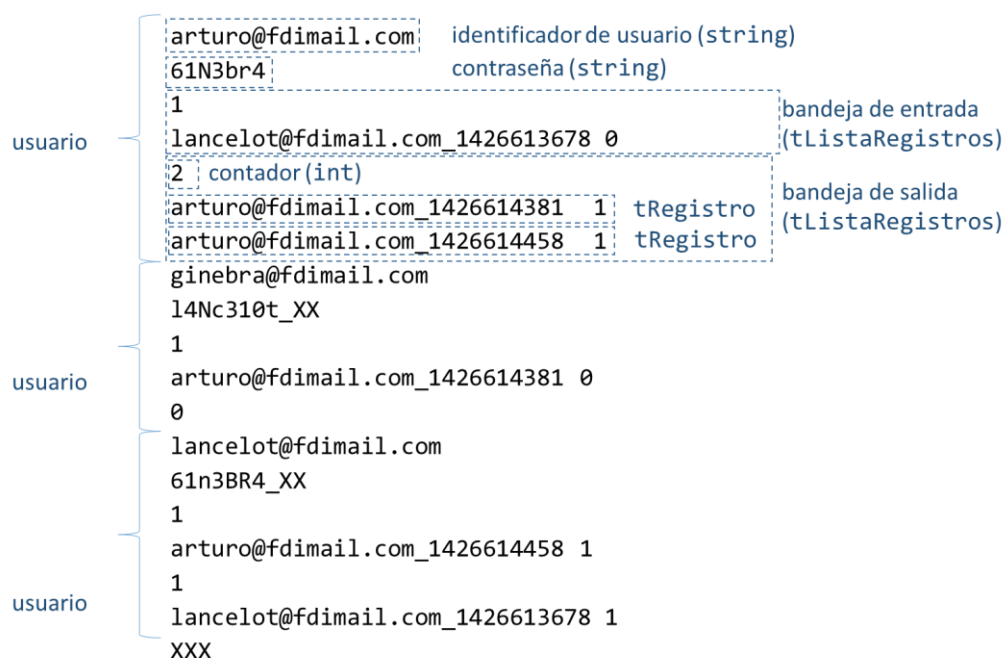 arturo@fdimail.com identificador de usuario (string)
61N3br4 contraseña (string)
1
usuario lancelot@fdimail.com_1426613678 0 bandeja de entrada (tListaRegistros)
2 contador (int)
arturo@fdimail.com_1426614381 1 tRegistro bandeja de salida (tListaRegistros)
arturo@fdimail.com_1426614458 1 tRegistro
ginebra@fdimail.com
l4Nc310t_XX
1
usuario arturo@fdimail.com_1426614381 0
0
lancelot@fdimail.com
61n3BR4_XX
1
arturo@fdimail.com_1426614458 1
1
usuario lancelot@fdimail.com_1426613678 1
XXX